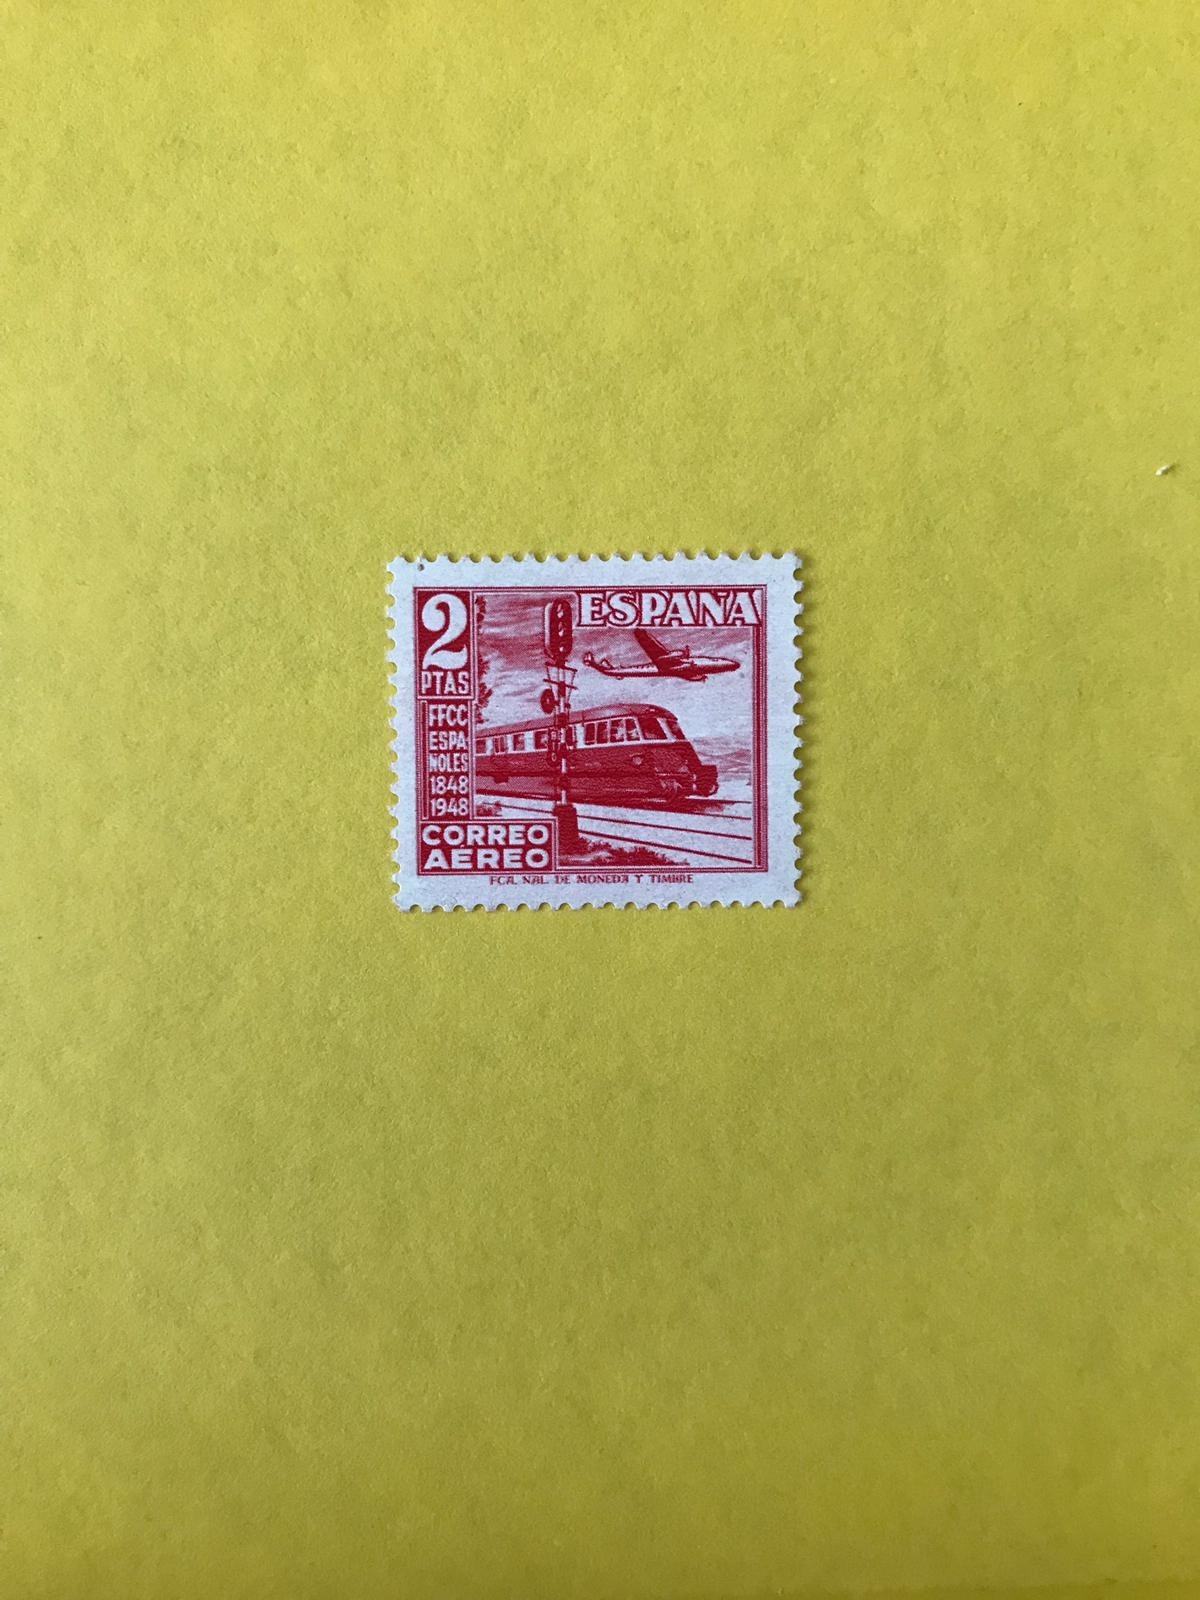 2
PTAS
FFCC
ESPA
ÑOLES
1848
1948
CORREO
AEREO
ESPAÑA
FCA. NAL. DE MONEDA Y TIMBRE